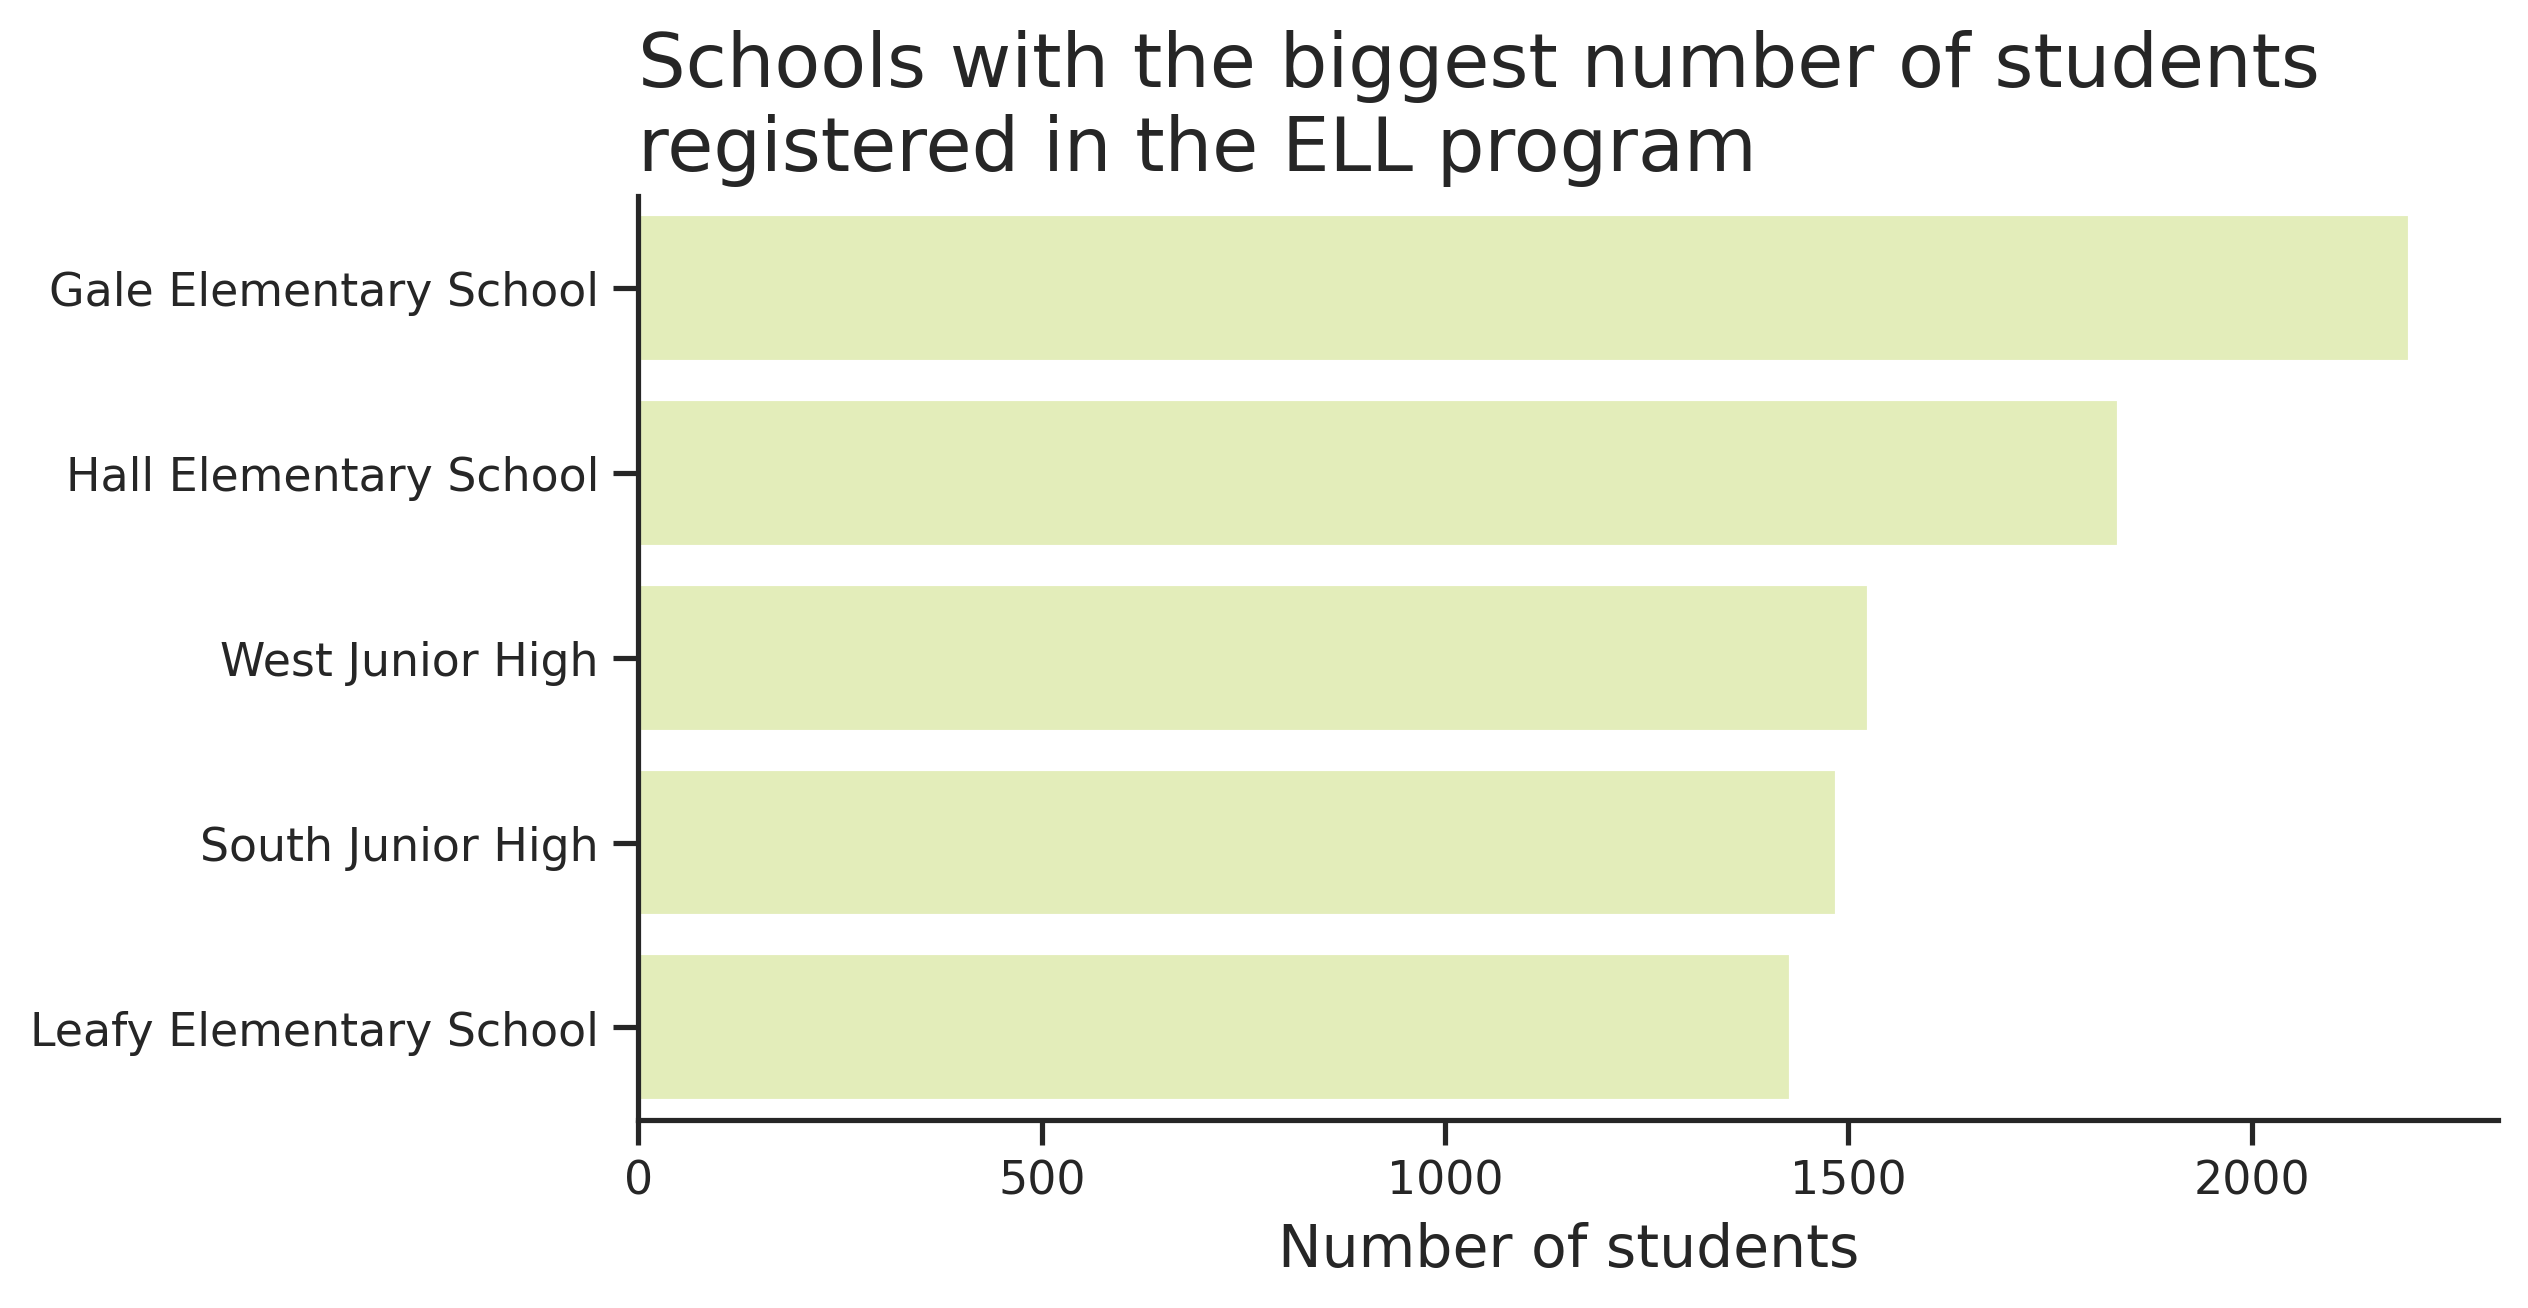 Schools with the biggest number of students
registered in the ELL program
Gale Elementary School
Hall Elementary School
West Junior High
South Junior High
Leafy Elementary School
0 500 1000 1500 2000
Number of students